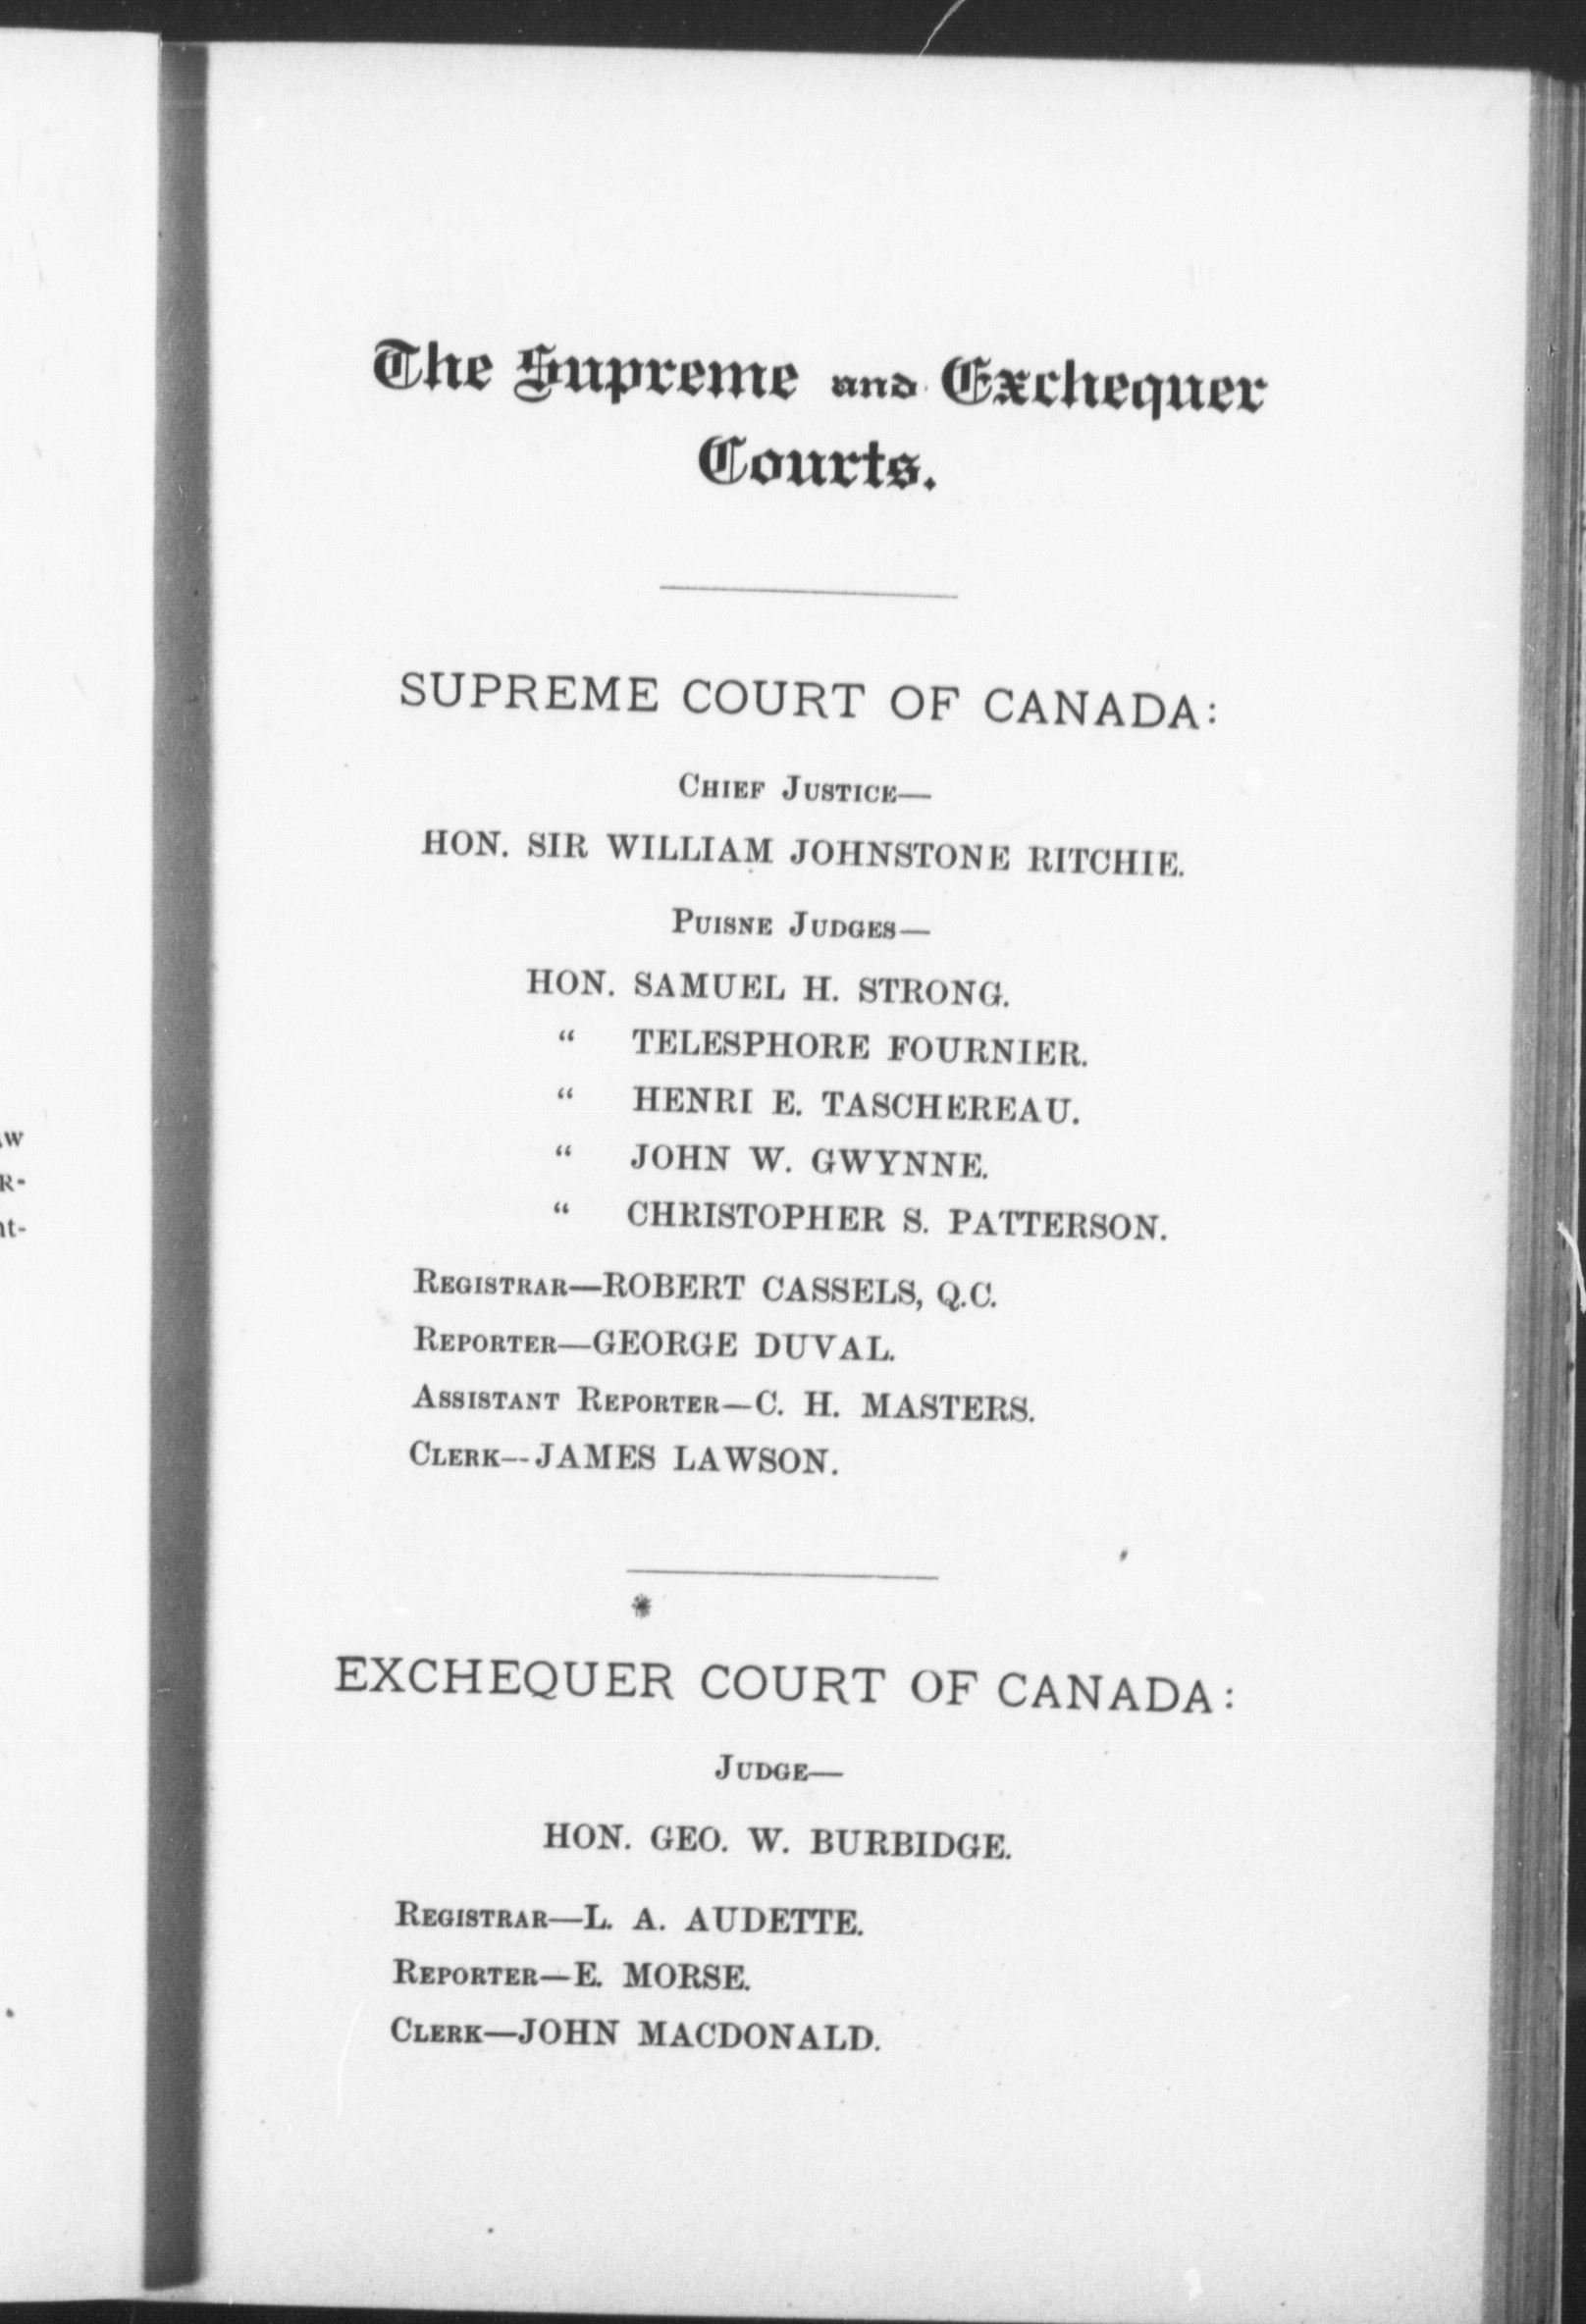 The Supreme and Exchequer
Courts.
SUPREME COURT OF CANADA:
CHIEF JUSTICE—
HON. SIR WILLIAM JOHNSTONE RITCHIE.
PUISNE JUDGES—
HON. SAMUEL H. STRONG.
“ TELESPHORE FOURNIER.
“ HENRI E. TASCHEREAU.
“ JOHN W. GWYNNE.
“ CHRISTOPHER S. PATTERSON.
REGISTRAR—ROBERT CASSELS, Q.C.
REPORTER—GEORGE DUVAL.
ASSISTANT REPORTER—C. H. MASTERS.
CLERK—JAMES LAWSON.
EXCHEQUER COURT OF CANADA:
JUDGE—
HON. GEO. W. BURBIDGE.
REGISTRAR—L. A. AUDETTE.
REPORTER—E. MORSE.
CLERK—JOHN MACDONALD.